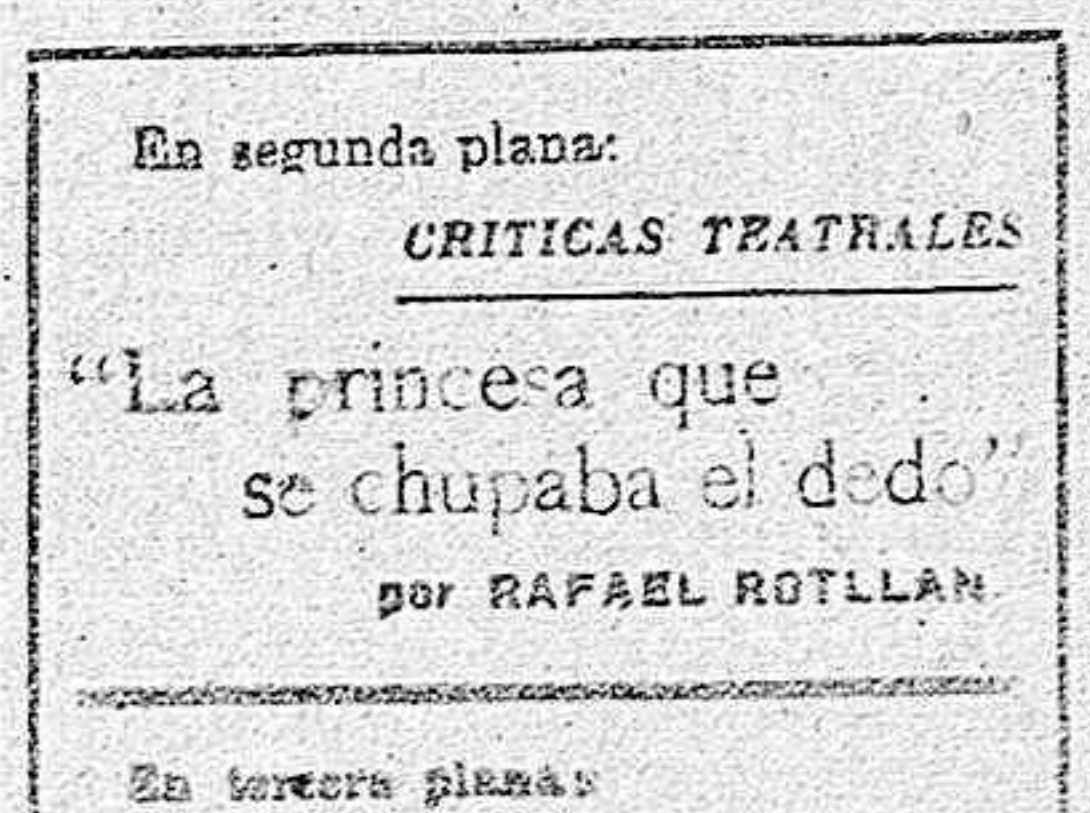 En segunda plana:
CRITICAS TEATRALES
“La princesa que
se chupaba el dedo”
por RAFAEL ROTLLAN
En tercera plana: